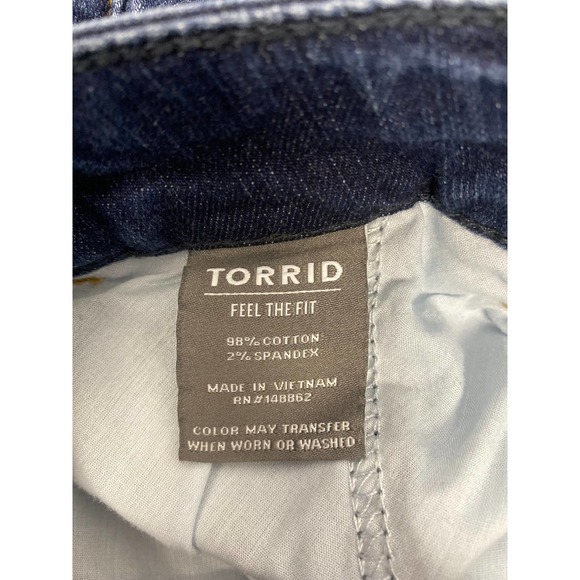 TORRID
FEEL THE FIT
98% COTTON
2% SPANDEX
MADE IN VIETNAM
RN#148862
COLOR MAY TRANSFER
WHEN WORN OR WASHED